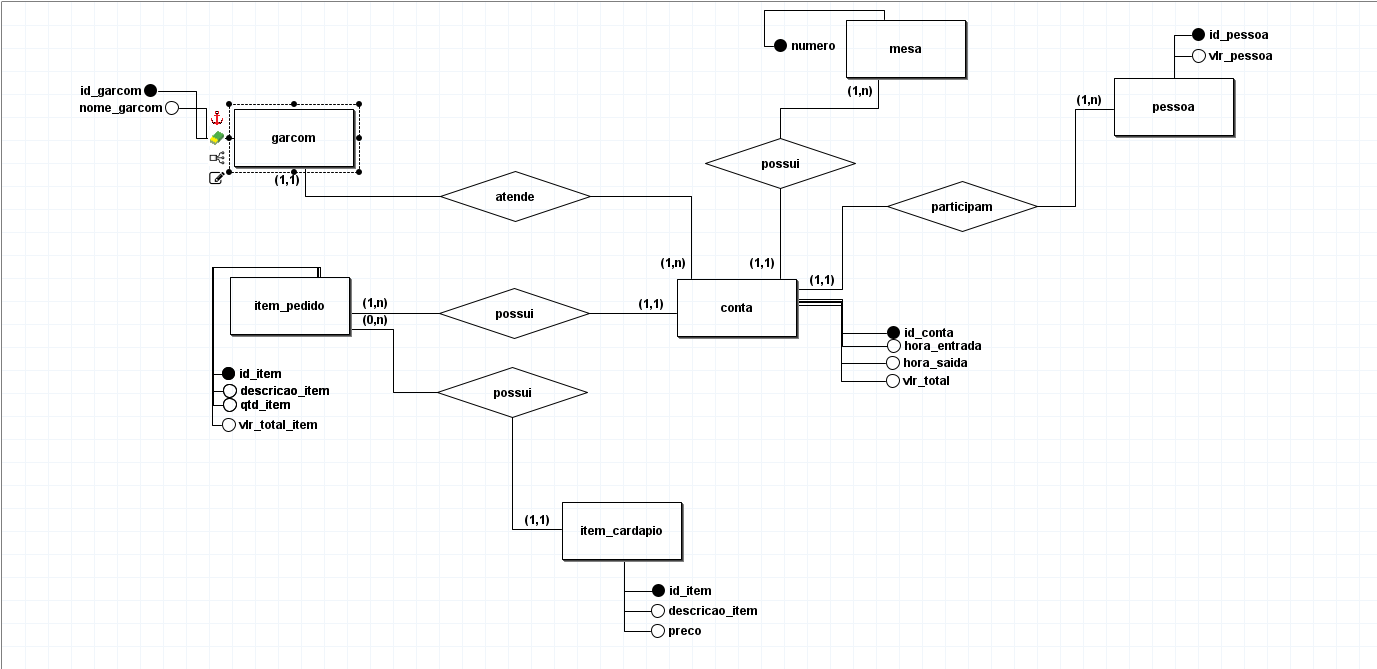 numero
mesa
id_pessoa
vlr_pessoa
id_garcom
nome_garcom
(1,n)
(1,n)
pessoa
garcom
possui
(1,1)
atende
participam
(1,n)
(1,1)
(1,1)
item_pedido
(1,n)
(0,n)
possui
(1,1)
conta
id_conta
hora_entrada
hora_saida
vlr_total
id_item
descricao_item
qtd_item
vlr_total_item
possui
(1,1)
item_cardapio
id_item
descricao_item
preco